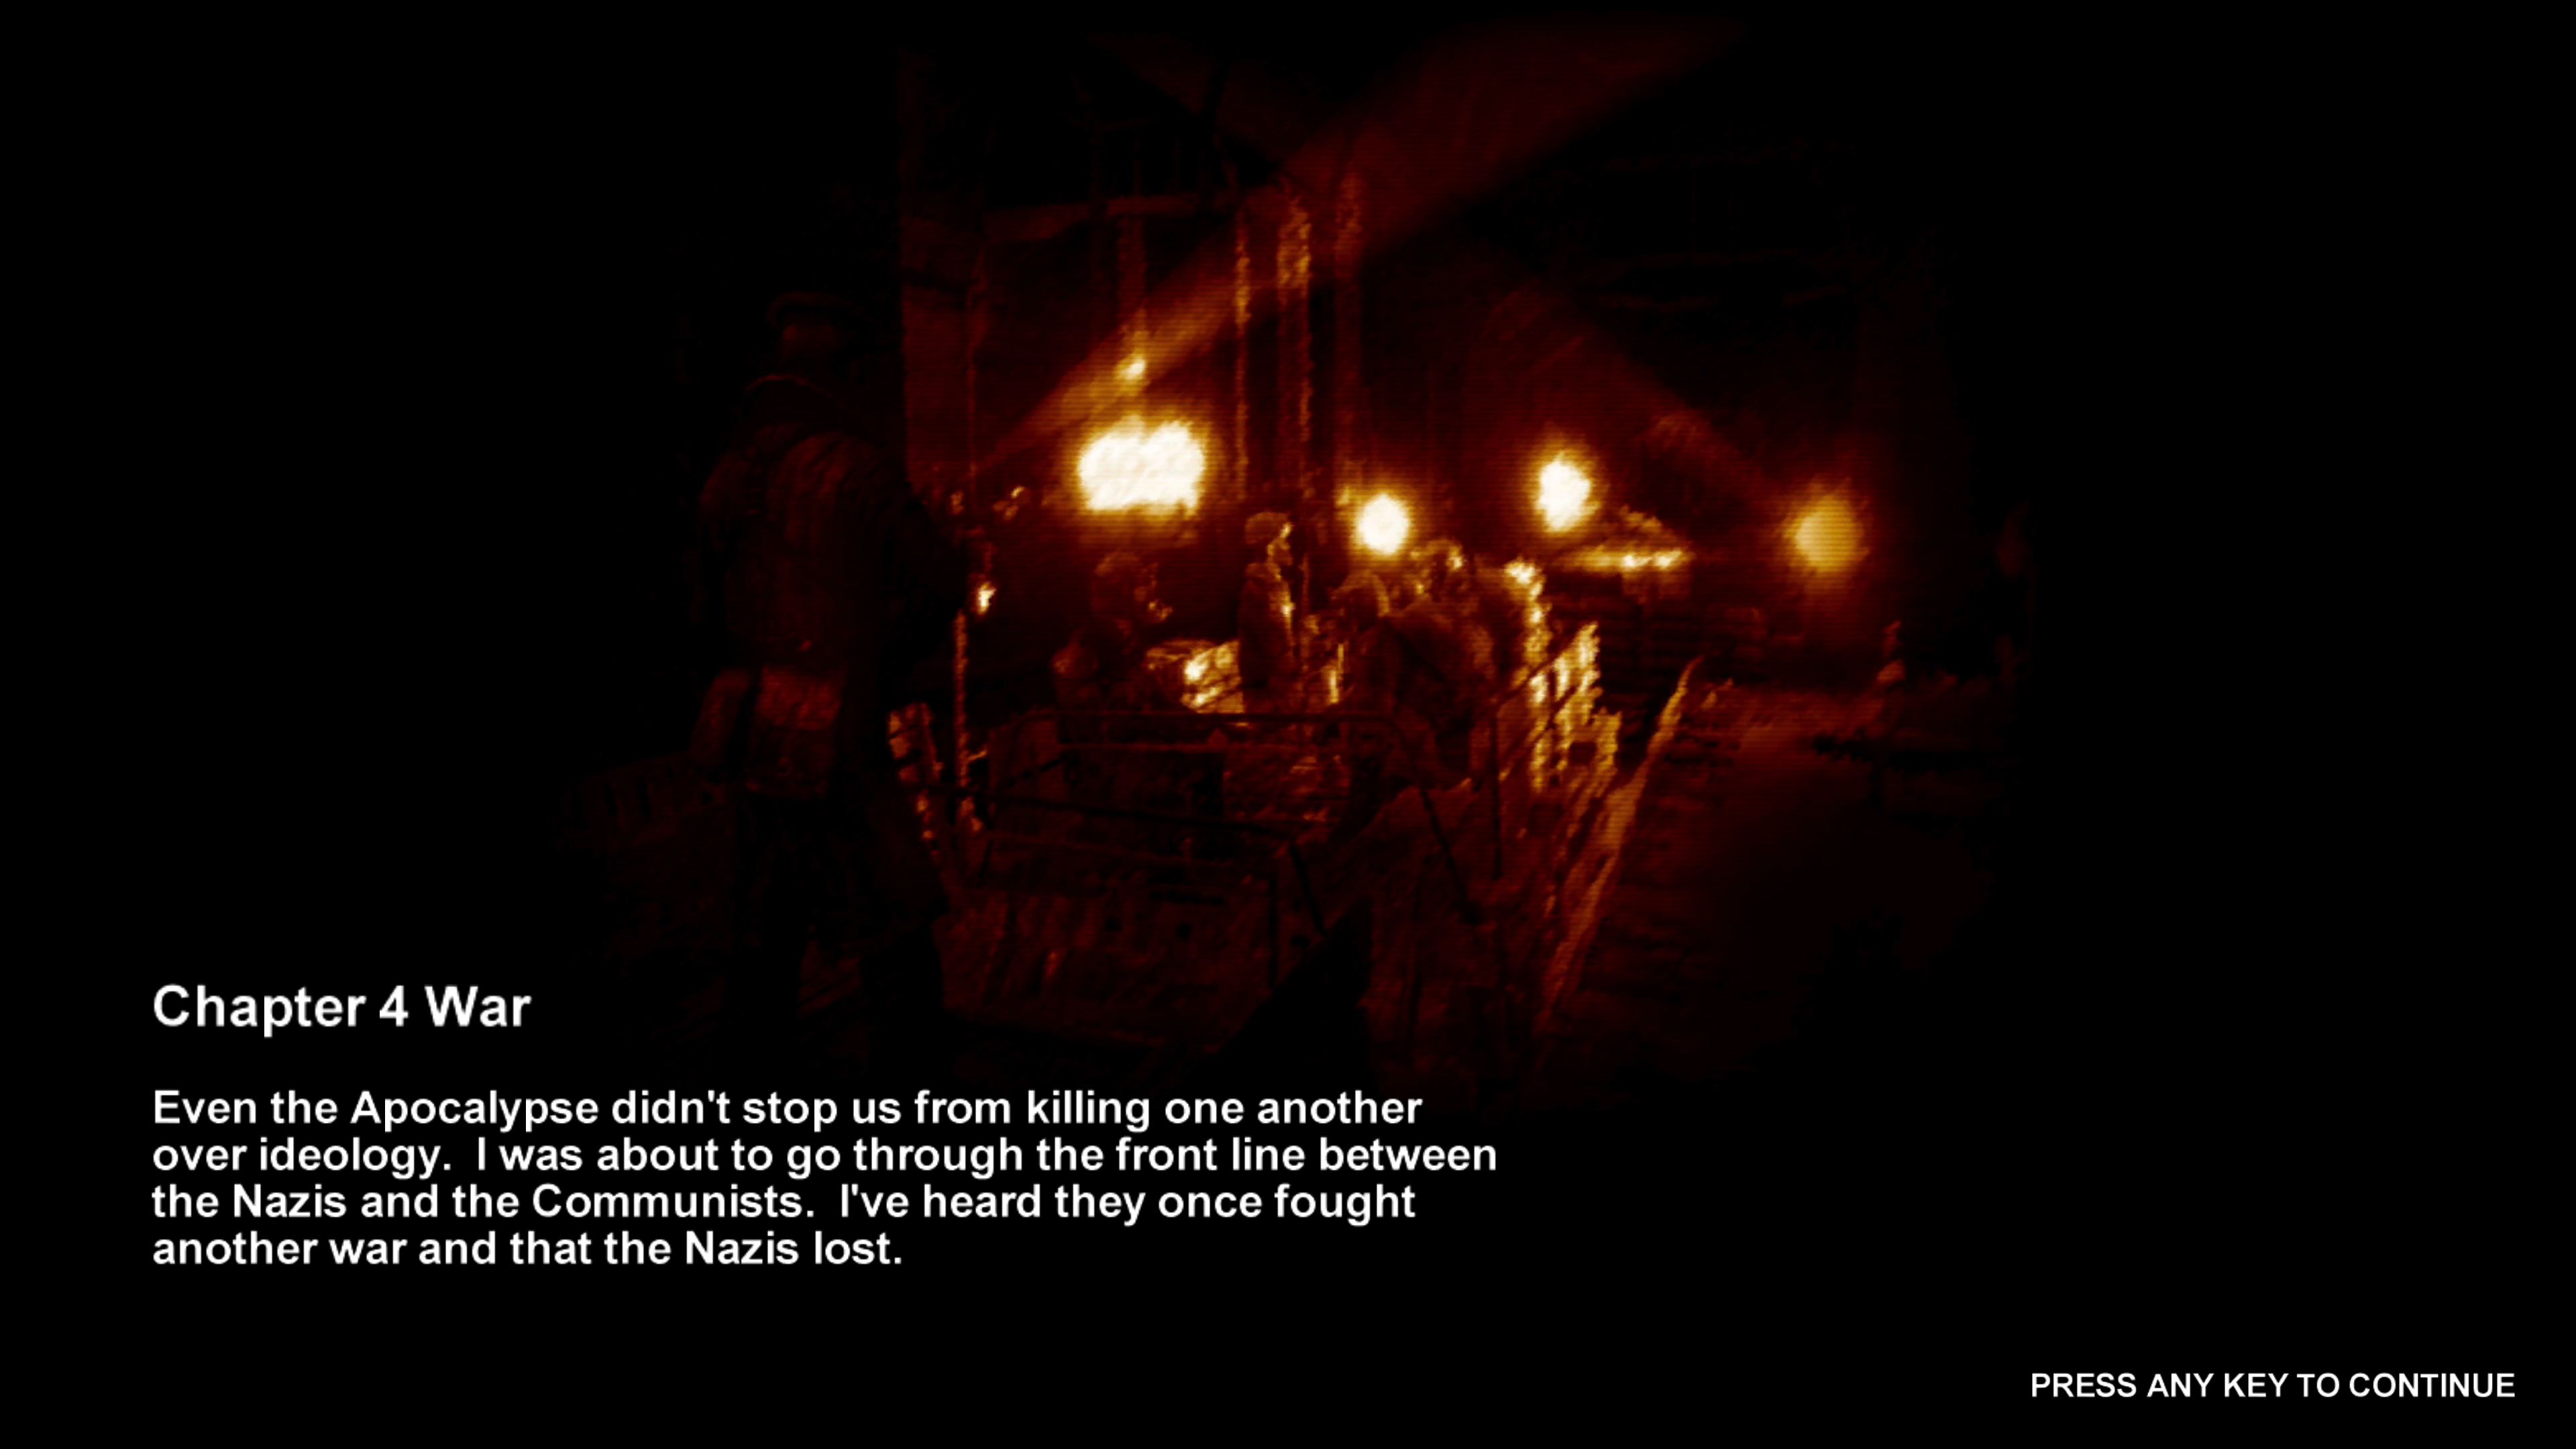 Chapter 4 War
Even the Apocalypse didn't stop us from killing one another
over ideology.  I was about to go through the front line between
the Nazis and the Communists.  I've heard they once fought
another war and that the Nazis lost.
PRESS ANY KEY TO CONTINUE